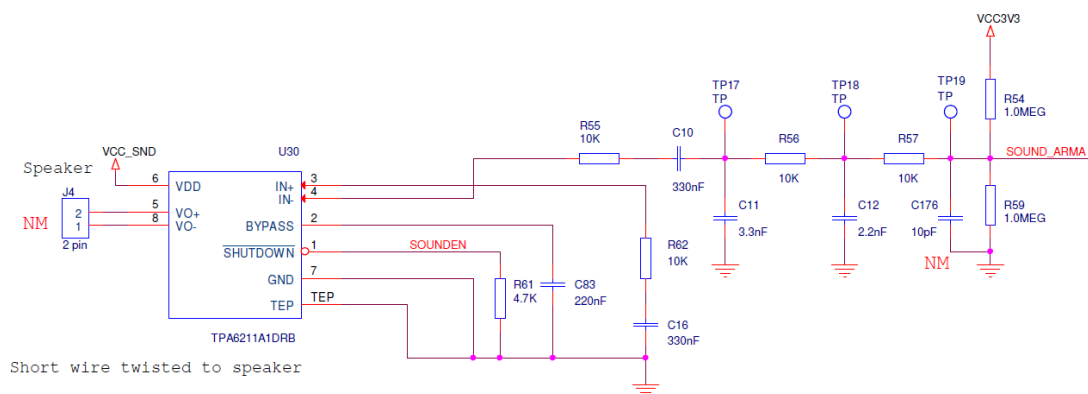 VCC3V3
TP17
TP
TP18
TP
TP19
TP
R54
1.0MEG
R55
10K
C10
330nF
R56
10K
R57
10K
SOUND_ARMA
VCC_SND
U30
Speaker
J4
2
1
2 pin
NM
6
VDD
5
VO+
8
VO-
IN+
3
IN-
4
BYPASS
2
SHUTDOWN
1
SOUNDEN
GND
7
TEP
TEP
TPA6211A1DRB
R61
4.7K
C83
220nF
R62
10K
C16
330nF
C11
3.3nF
C12
2.2nF
C176
10pF
NM
R59
1.0MEG
Short wire twisted to speaker